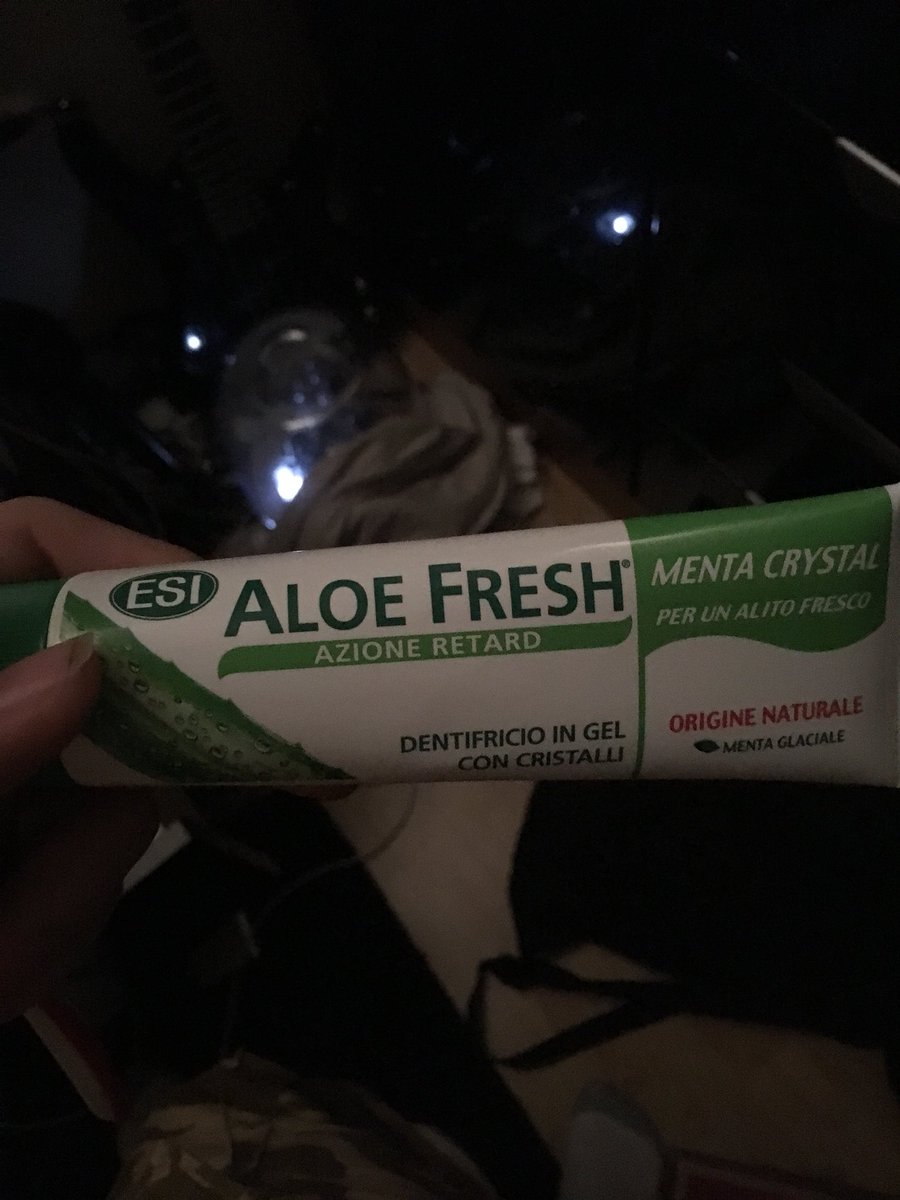 ESI
ALOE FRESH®
AZIONE RETARD
DENTIFRICIO IN GEL
CON CRISTALLI
MENTA CRYSTAL
PER UN ALITO FRESCO
ORIGINE NATURALE
MENTA GLACIALE